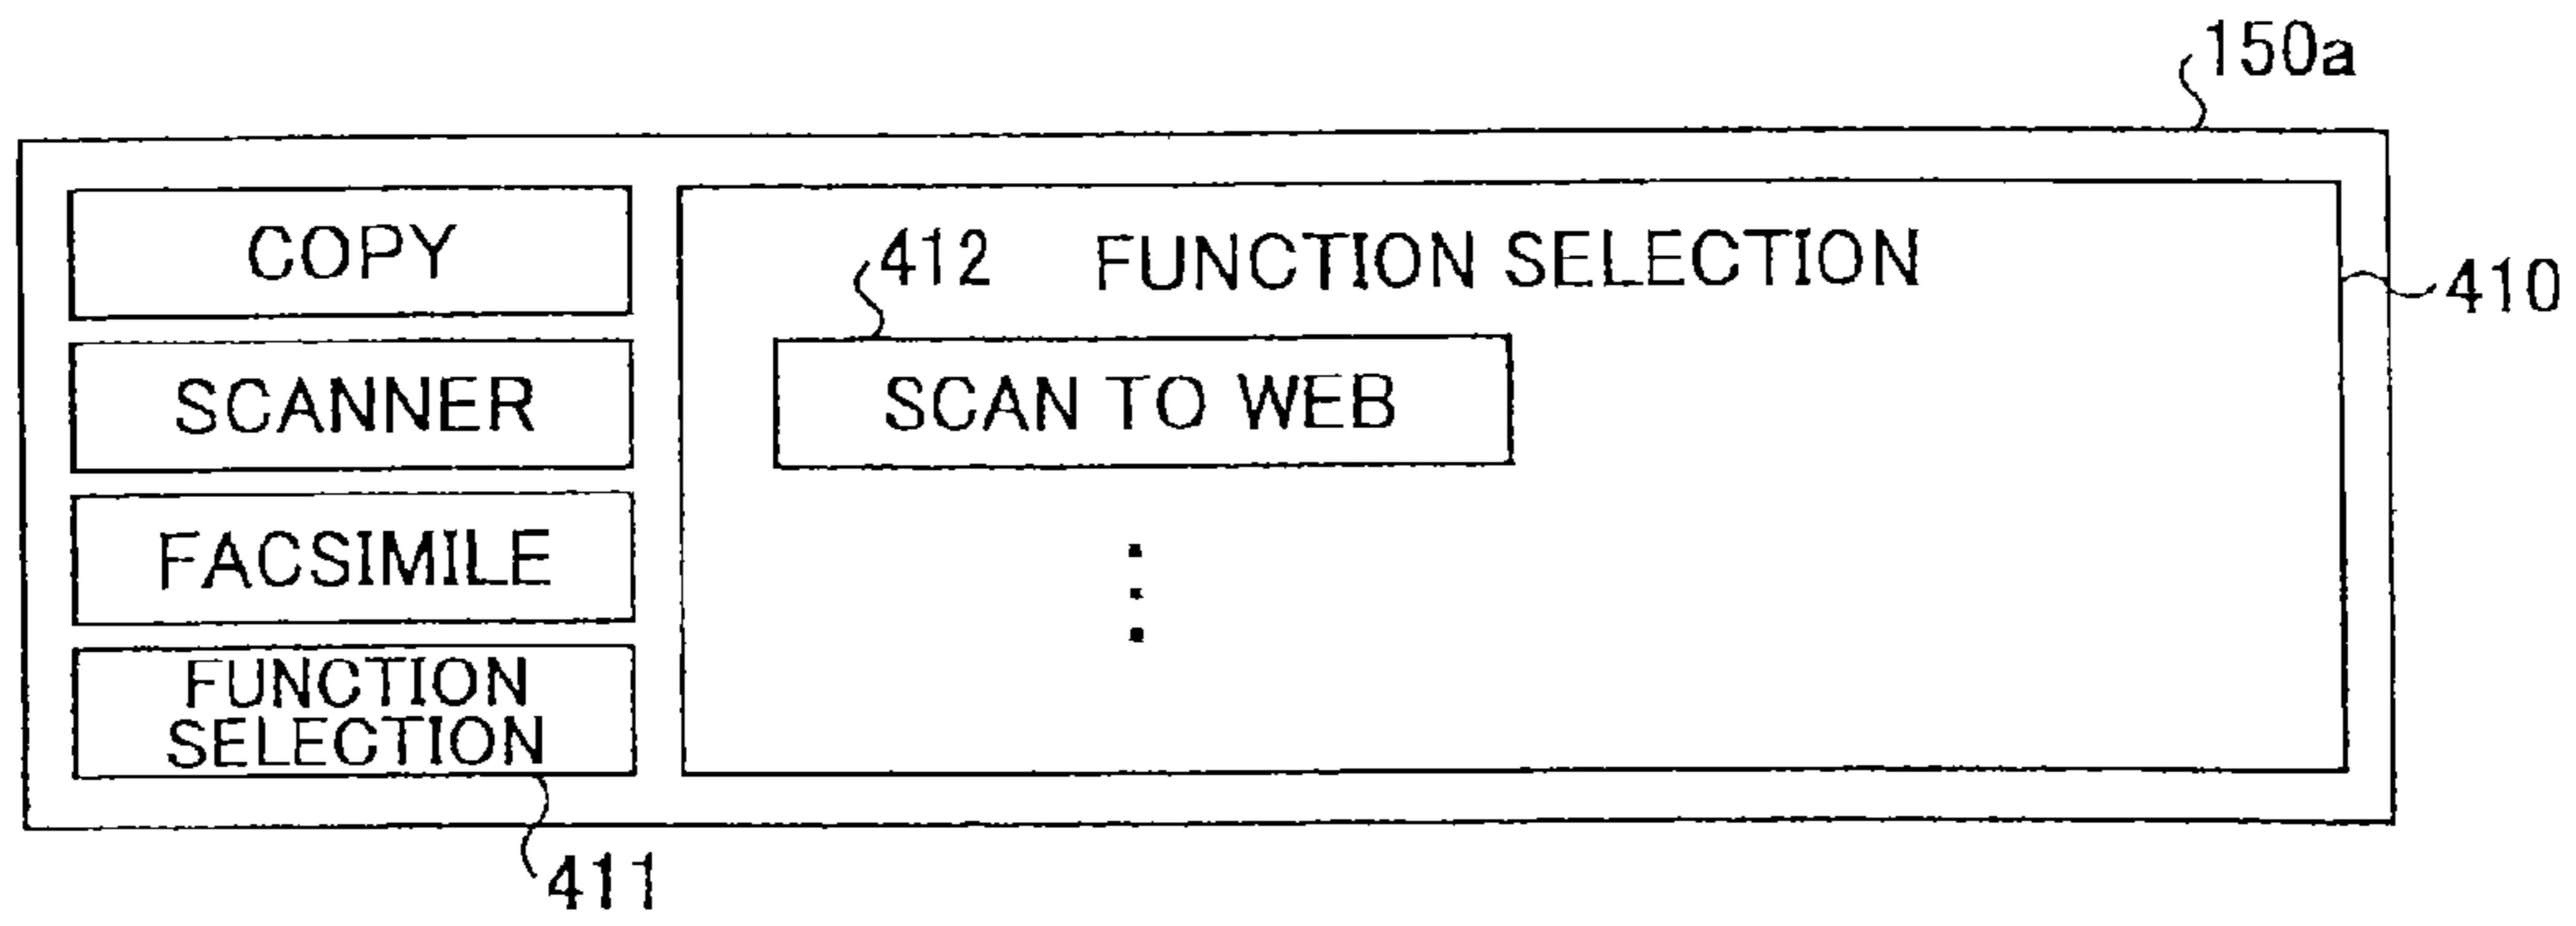 150a
COPY
SCANNER
FACSIMILE
FUNCTION
SELECTION
411
412
FUNCTION SELECTION
410
SCAN TO WEB